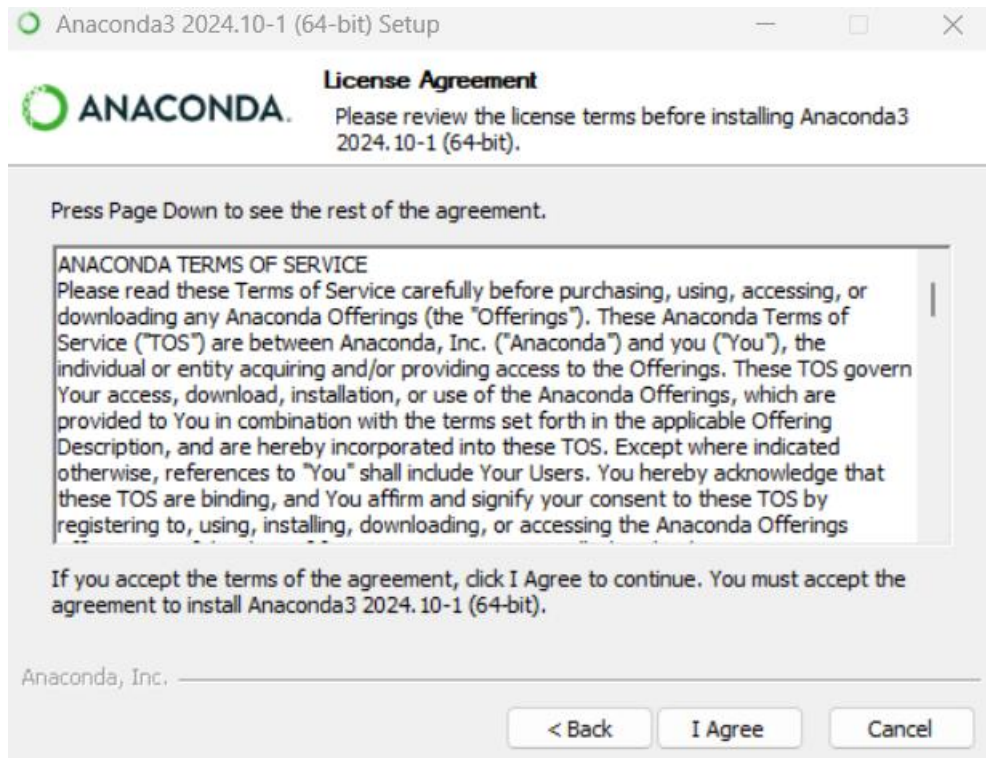 Anaconda3 2024.10-1 (64-bit) Setup
ANACONDA.
License Agreement
Please review the license terms before installing Anaconda3
2024.10-1 (64-bit).
Press Page Down to see the rest of the agreement.
ANACONDA TERMS OF SERVICE
Please read these Terms of Service carefully before purchasing, using, accessing, or
downloading any Anaconda Offerings (the "Offerings"). These Anaconda Terms of
Service ("TOS") are between Anaconda, Inc. ("Anaconda") and you ("You"), the
individual or entity acquiring and/or providing access to the Offerings. These TOS govern
Your access, download, installation, or use of the Anaconda Offerings, which are
provided to You in combination with the terms set forth in the applicable Offering
Description, and are hereby incorporated into these TOS. Except where indicated
otherwise, references to "You" shall include Your Users. You hereby acknowledge that
these TOS are binding, and You affirm and signify your consent to these TOS by
registering to, using, installing, downloading, or accessing the Anaconda Offerings
If you accept the terms of the agreement, click I Agree to continue. You must accept the
agreement to install Anaconda3 2024.10-1 (64-bit).
Anaconda, Inc.
< Back
I Agree
Cancel